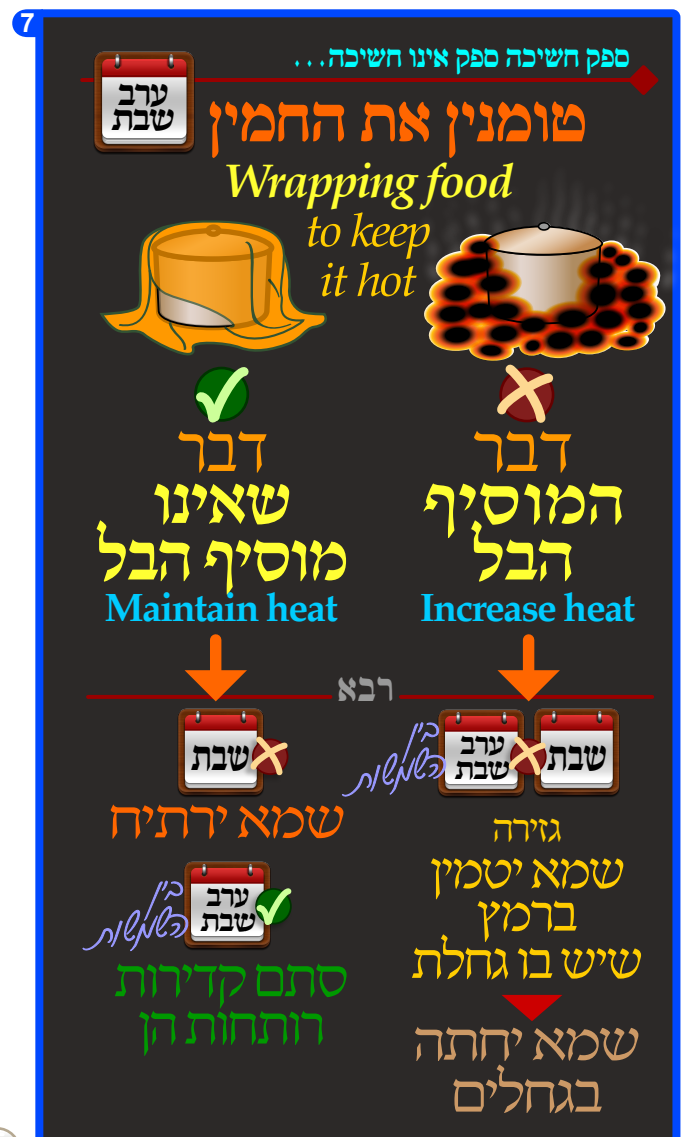 7
ספק חשיכה ספק אינו חשיכה...
ערב
שבת
טומנין את החמין
Wrapping food
to keep
it hot
דבר
המוסיף
הבל
Increase heat
דבר
שאינו
מוסיף הבל
Maintain heat
רבא
שבת
ערב
שבת
בין
השמשות
גזירה
שמא יטמין
ברמץ
שיש בו גחלת
שמא יחתה
בגחלים
שבת
שמא ירתיח
ערב
שבת
בין
השמשות
סתם קדירות
רותחות הן